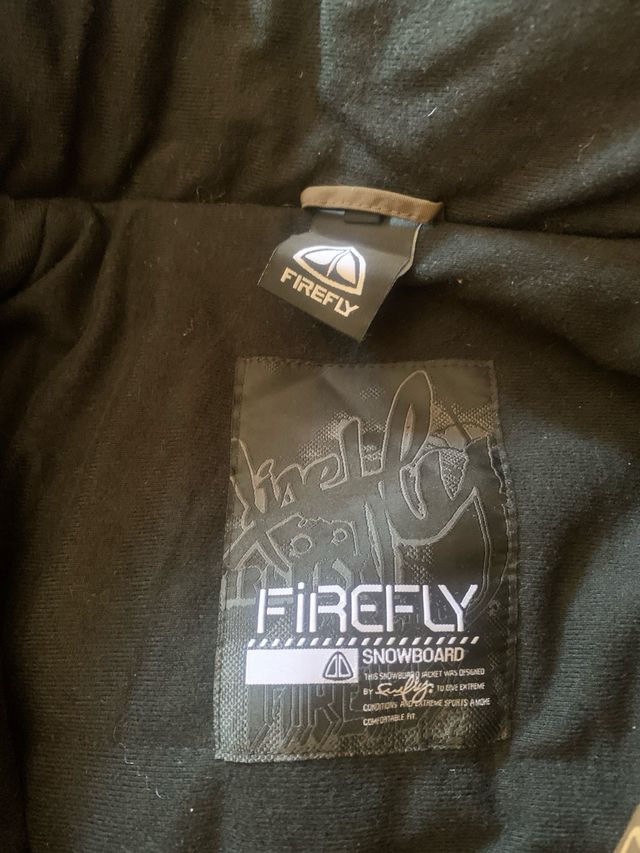 FIREFLY
FIREFLY
SNOWBOARD
THIS SNOWBOARD JACKET WAS DESIGNED
BY Firefly. TO GIVE EXTREME
CONDITIONS AND EXTREME SPORTS A MORE
COMFORTABLE FIT.
FIRE